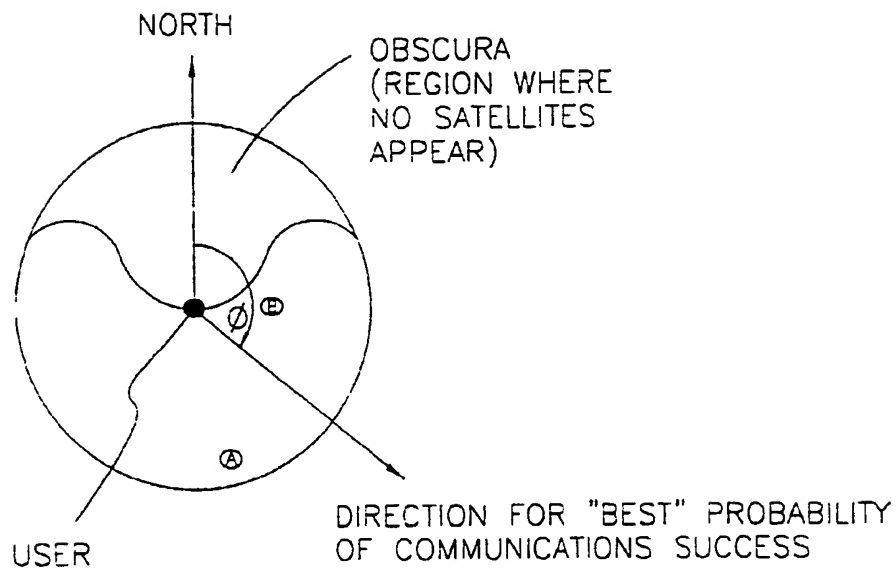 NORTH
OBSCURA
(REGION WHERE
NO SATELLITES
APPEAR)
Ø
Ⓔ
Ⓐ
USER
DIRECTION FOR "BEST" PROBABILITY
OF COMMUNICATIONS SUCCESS